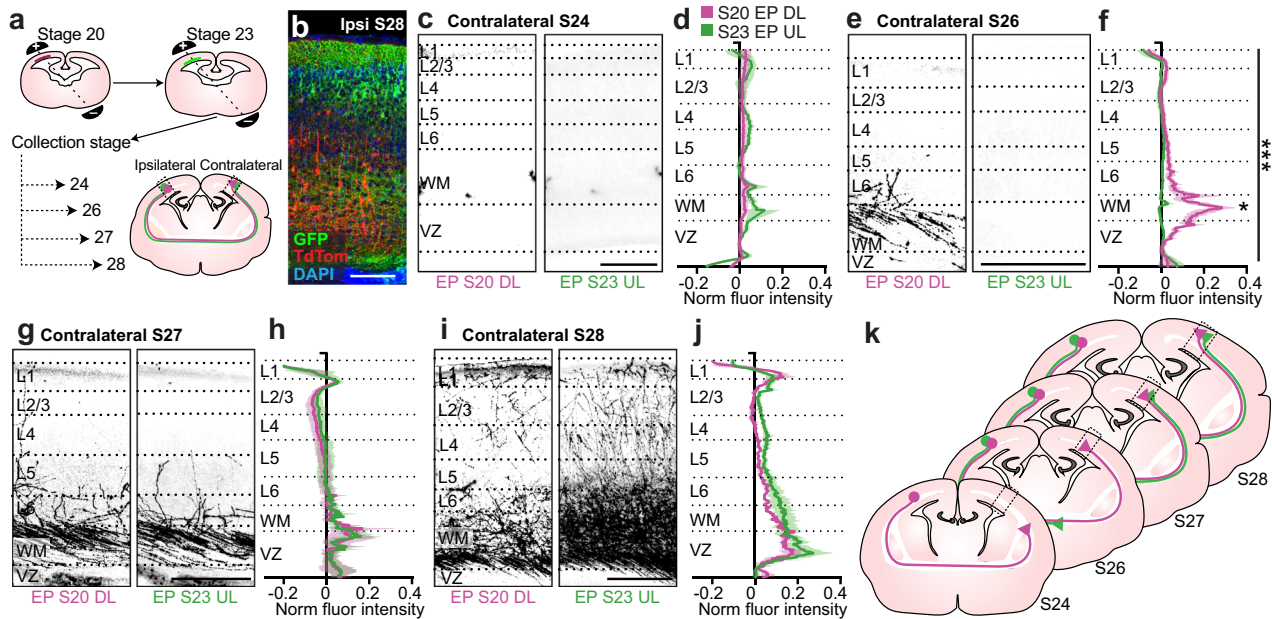 a
Stage 20
Stage 23
+
+
−
−
Collection stage
Ipsilateral Contralateral
24
26
27
28
b
Ipsi S28
GFP
TdTom
DAPI
c Contralateral S24
L1
L2/3
L4
L5
L6
WM
VZ
EP S20 DL
EP S23 UL
d
S20 EP DL
S23 EP UL
L1
L2/3
L4
L5
L6
WM
VZ
-0.2 0 0.2 0.4
Norm fluor intensity
e Contralateral S26
L1
L2/3
L4
L5
L6
WM
VZ
EP S20 DL
EP S23 UL
f
L1
L2/3
L4
L5
L6
WM
VZ
*
***
-0.2 0 0.2 0.4
Norm fluor intensity
g Contralateral S27
L1
L2/3
L4
L5
L6
WM
VZ
EP S20 DL
EP S23 UL
h
L1
L2/3
L4
L5
L6
WM
VZ
-0.2 0 0.2 0.4
Norm fluor intensity
i Contralateral S28
L1
L2/3
L4
L5
L6
WM
VZ
EP S20 DL
EP S23 UL
j
L1
L2/3
L4
L5
L6
WM
VZ
-0.2 0 0.2 0.4
Norm fluor intensity
k
S28
S27
S26
S24